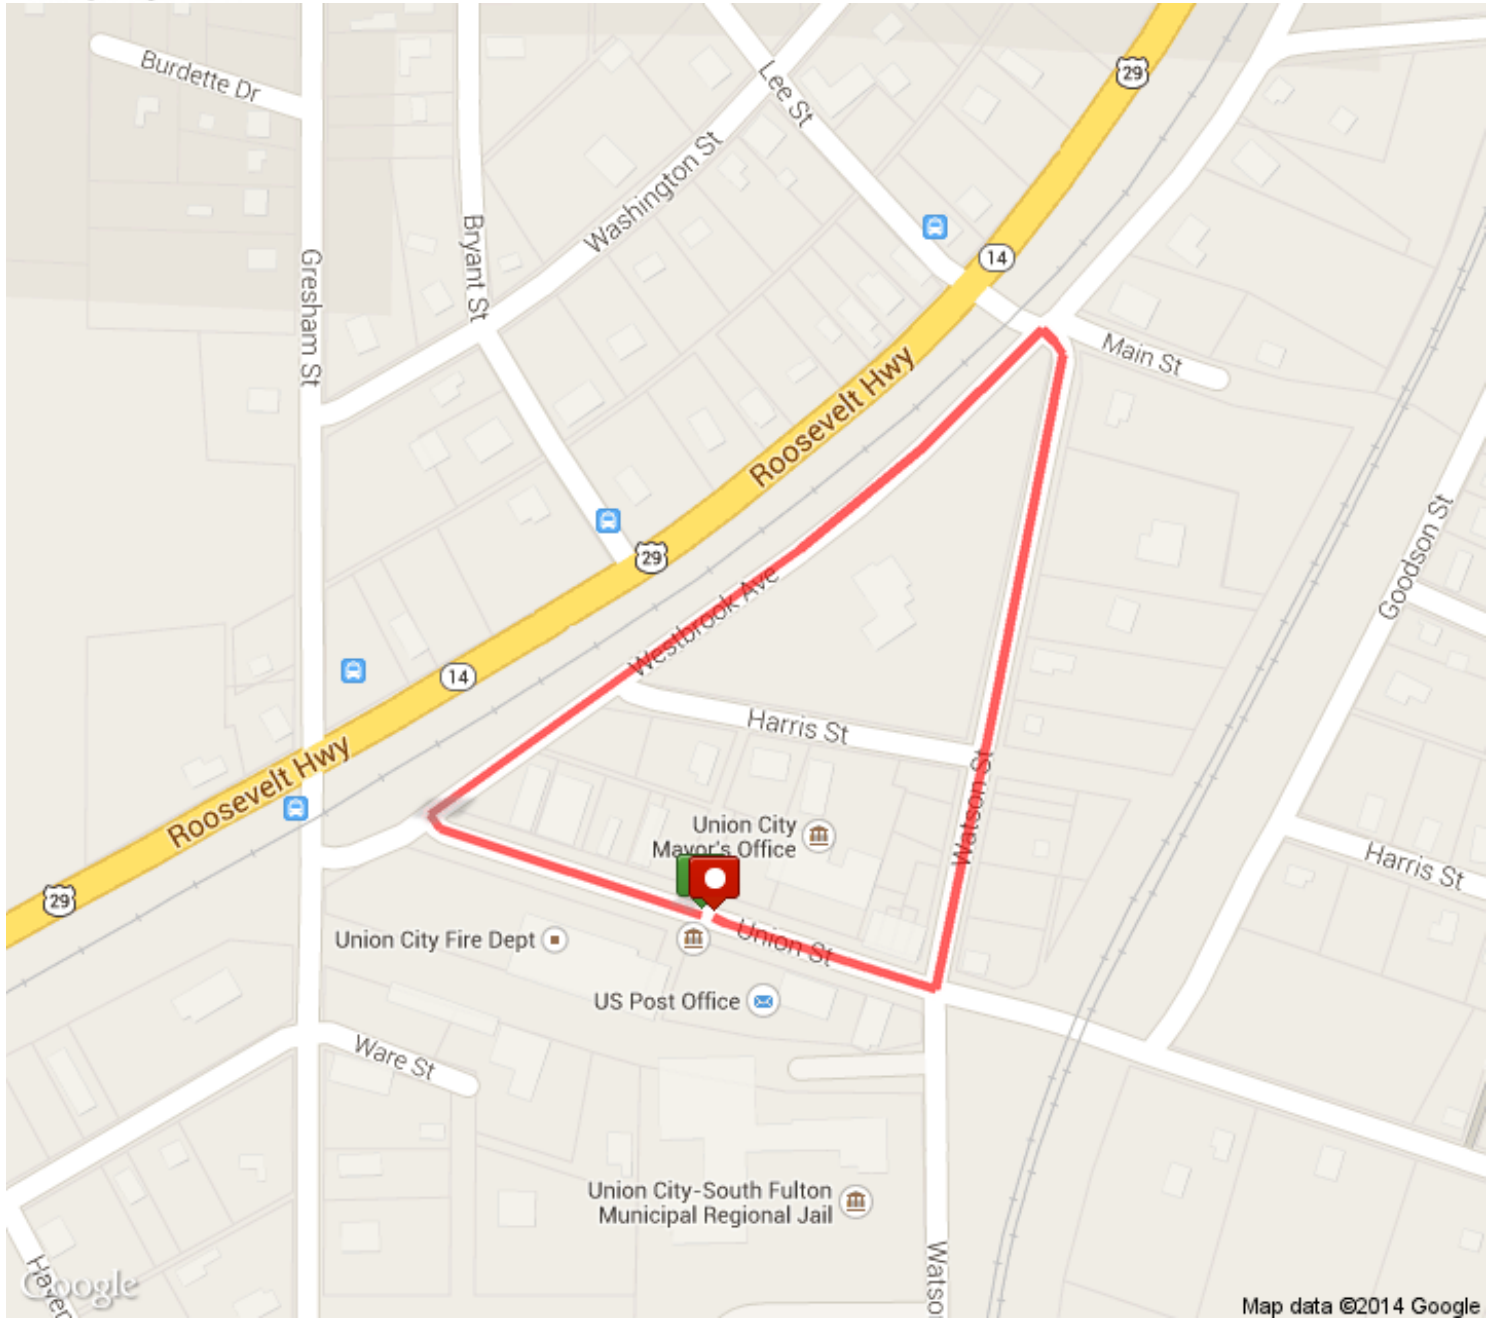 Burdette Dr
Lee St
29
Washington St
Bryant St
Gresham St
14
Main St
Roosevelt Hwy
Goodson St
29
Westbrook Ave
14
Harris St
Roosevelt Hwy
Watson St
Union City
Mayor's Office
Harris St
29
Union City Fire Dept
Union St
US Post Office
Ware St
Union City-South Fulton
Municipal Regional Jail
Watso
Haven
Google
Map data ©2014 Google